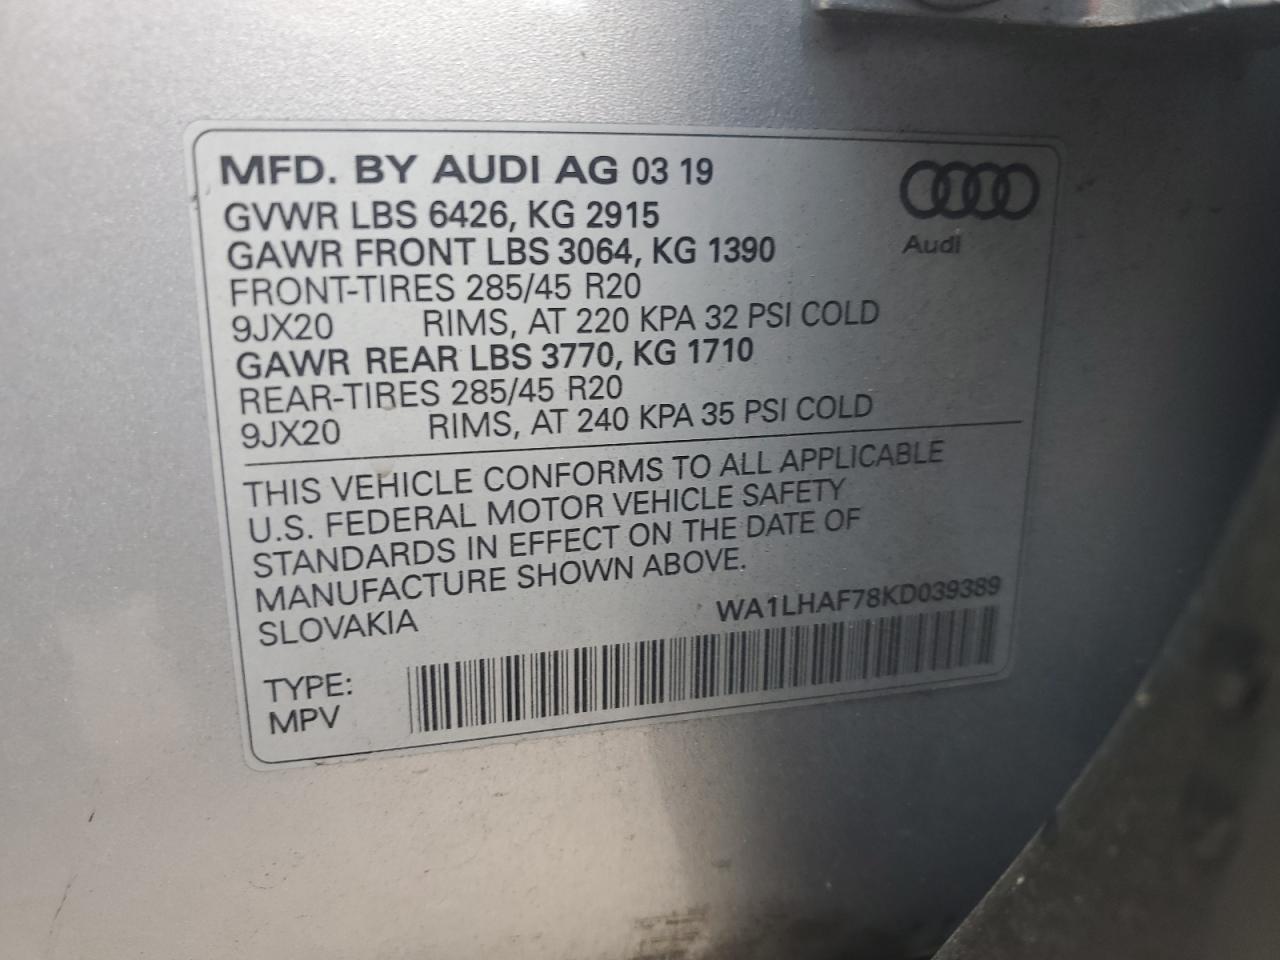 MFD. BY AUDI AG 03 19
GVWR LBS 6426, KG 2915
GAWR FRONT LBS 3064, KG 1390
Audi
FRONT-TIRES 285/45 R20
9JX20 RIMS, AT 220 KPA 32 PSI COLD
GAWR REAR LBS 3770, KG 1710
REAR-TIRES 285/45 R20
9JX20 RIMS, AT 240 KPA 35 PSI COLD
THIS VEHICLE CONFORMS TO ALL APPLICABLE
U.S. FEDERAL MOTOR VEHICLE SAFETY
STANDARDS IN EFFECT ON THE DATE OF
MANUFACTURE SHOWN ABOVE.
SLOVAKIA WA1LHAF78KD039389
TYPE:
MPV